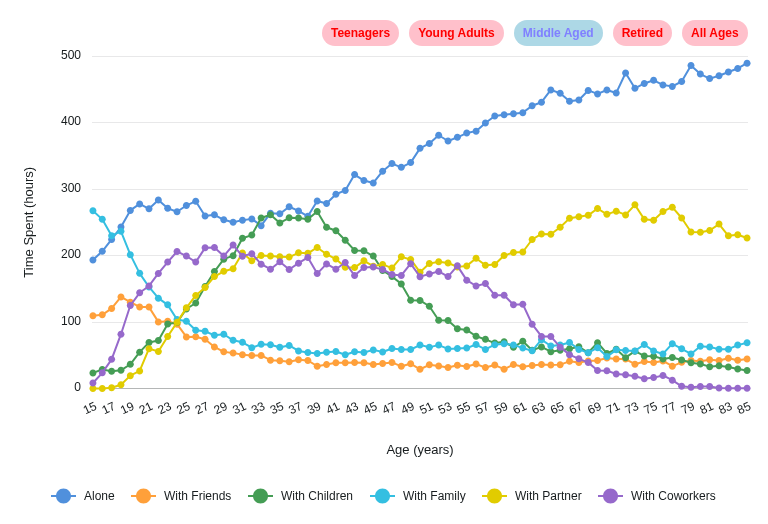 Teenagers Young Adults Middle Aged Retired All Ages
500
400
300
200
100
0
Time Spent (hours)
15 17 19 21 23 25 27 29 31 33 35 37 39 41 43 45 47 49 51 53 55 57 59 61 63 65 67 69 71 73 75 77 79 81 83 85
Age (years)
Alone With Friends With Children With Family With Partner With Coworkers